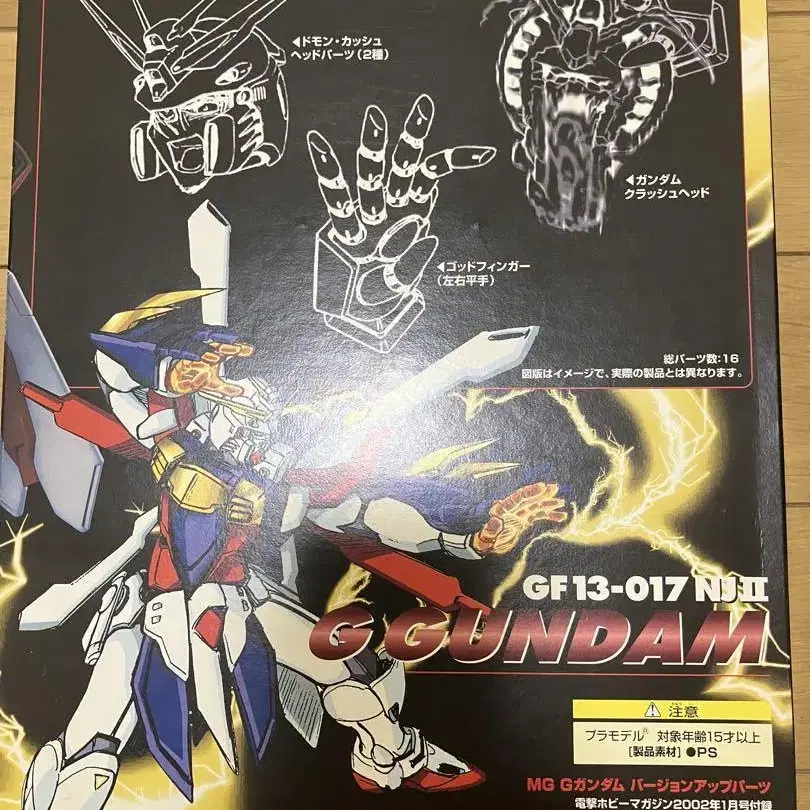 ◀ドモン・カッシュ
ヘッドパーツ(2種)
◀ガンダム
クラッシュヘッド
◀ゴッドフィンガー
(左右平手)
総パーツ数:16
図版はイメージで、実際の製品とは異なります。
GF13-017 NJⅡ
G GUNDAM
⚠ 注意
プラモデル® 対象年齢15才以上
[製品素材] ●PS
MG Gガンダム バージョンアップパーツ
電撃ホビーマガジン2002年1月号付録